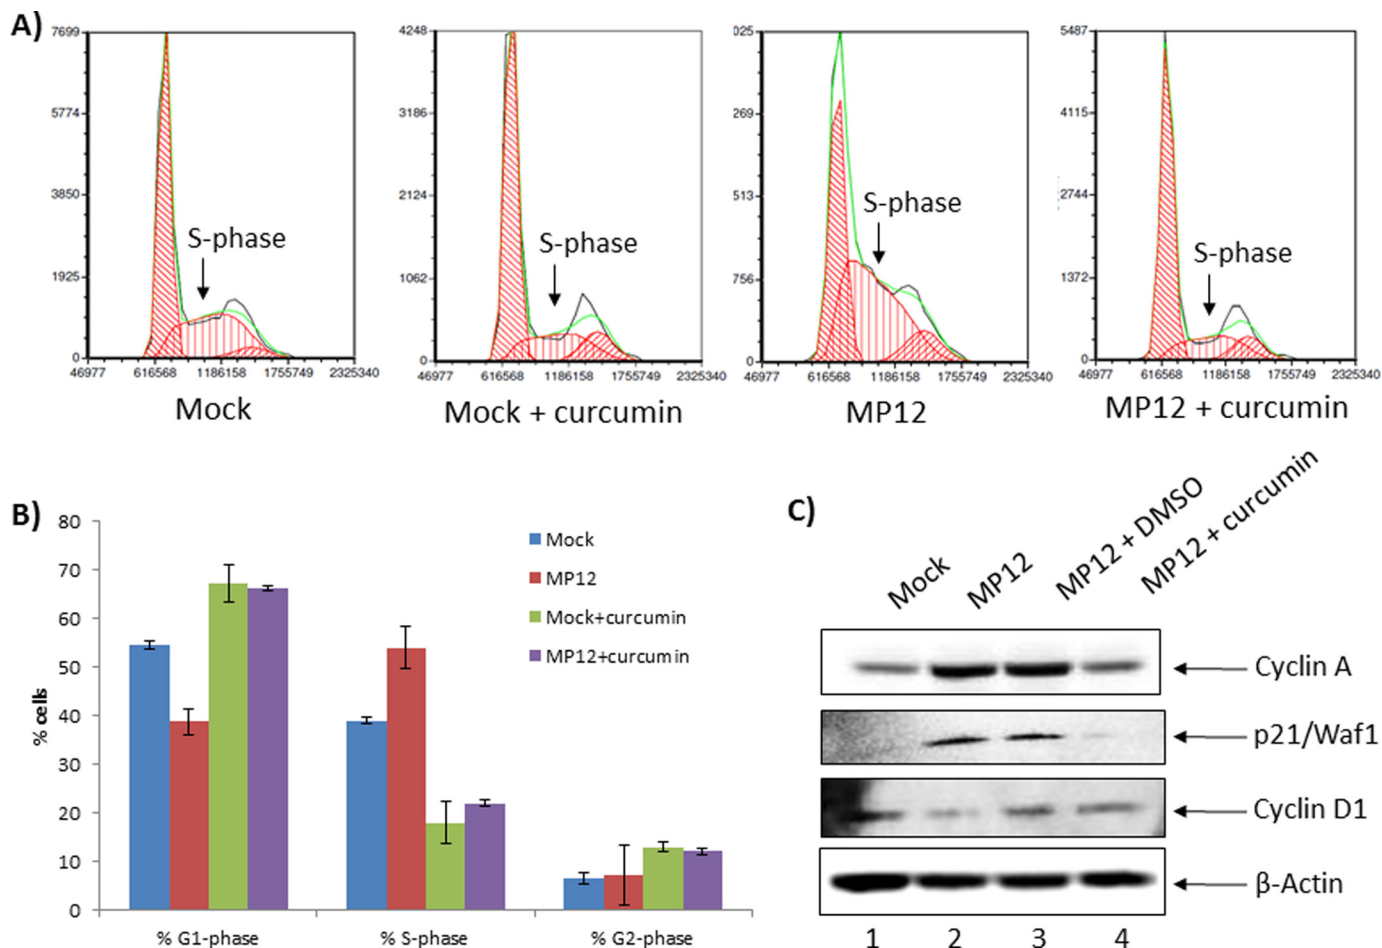 A)
7699
5774
3850
1925
0
46977 616568 1186158 1755749 2325340
S-phase
Mock
4248
3186
2124
1062
0
46977 616568 1186158 1755749 2325340
S-phase
Mock + curcumin
025
269
513
756
0
46977 616568 1186158 1755749 2325340
S-phase
MP12
5487
4115
2744
1372
0
46977 616568 1186158 1755749 2325340
S-phase
MP12 + curcumin
B)
% cells
80
70
60
50
40
30
20
10
0
Mock
MP12
Mock+curcumin
MP12+curcumin
% G1-phase % S-phase % G2-phase
C)
Mock
MP12
MP12 + DMSO
MP12 + curcumin
Cyclin A
p21/Waf1
Cyclin D1
β-Actin
1 2 3 4